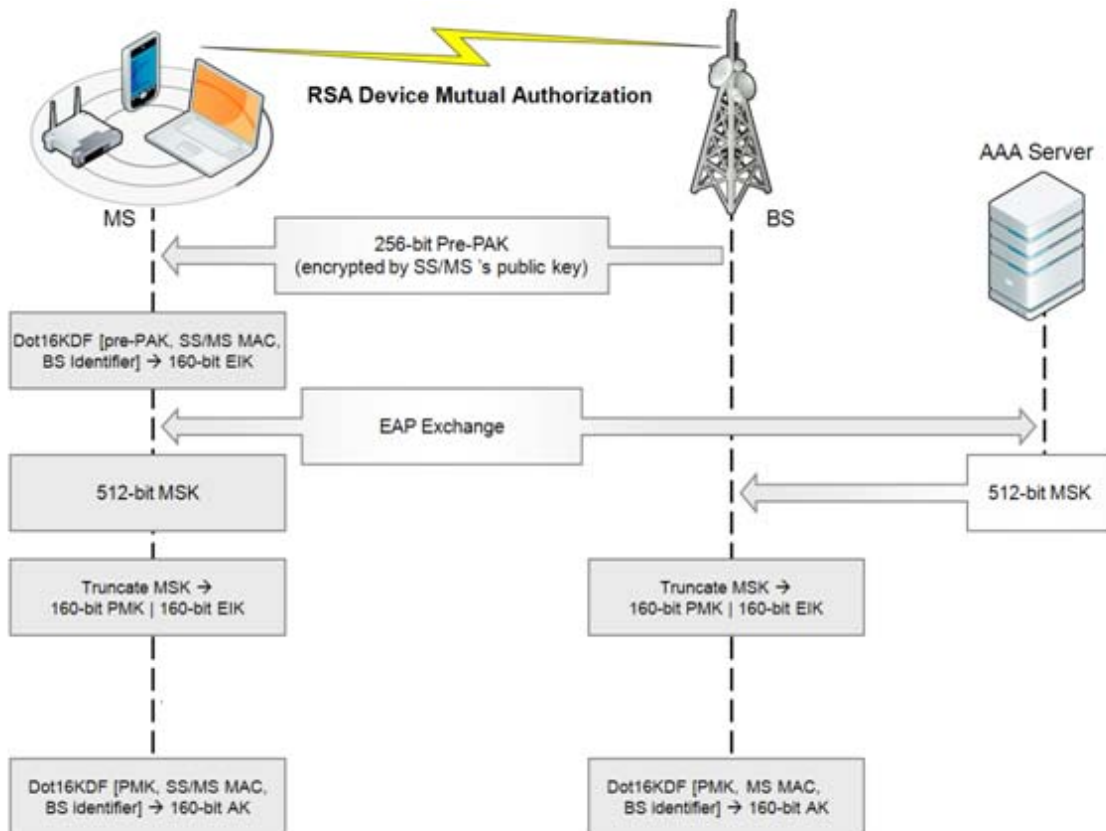 RSA Device Mutual Authorization
AAA Server
MS
BS
256-bit Pre-PAK
(encrypted by SS/MS 's public key)
Dot16KDF [pre-PAK, SS/MS MAC,
BS Identifier] → 160-bit EIK
EAP Exchange
512-bit MSK
512-bit MSK
Truncate MSK →
160-bit PMK | 160-bit EIK
Truncate MSK →
160-bit PMK | 160-bit EIK
Dot16KDF [PMK, SS/MS MAC,
BS identifier] → 160-bit AK
Dot16KDF [PMK, MS MAC,
BS identifier] → 160-bit AK